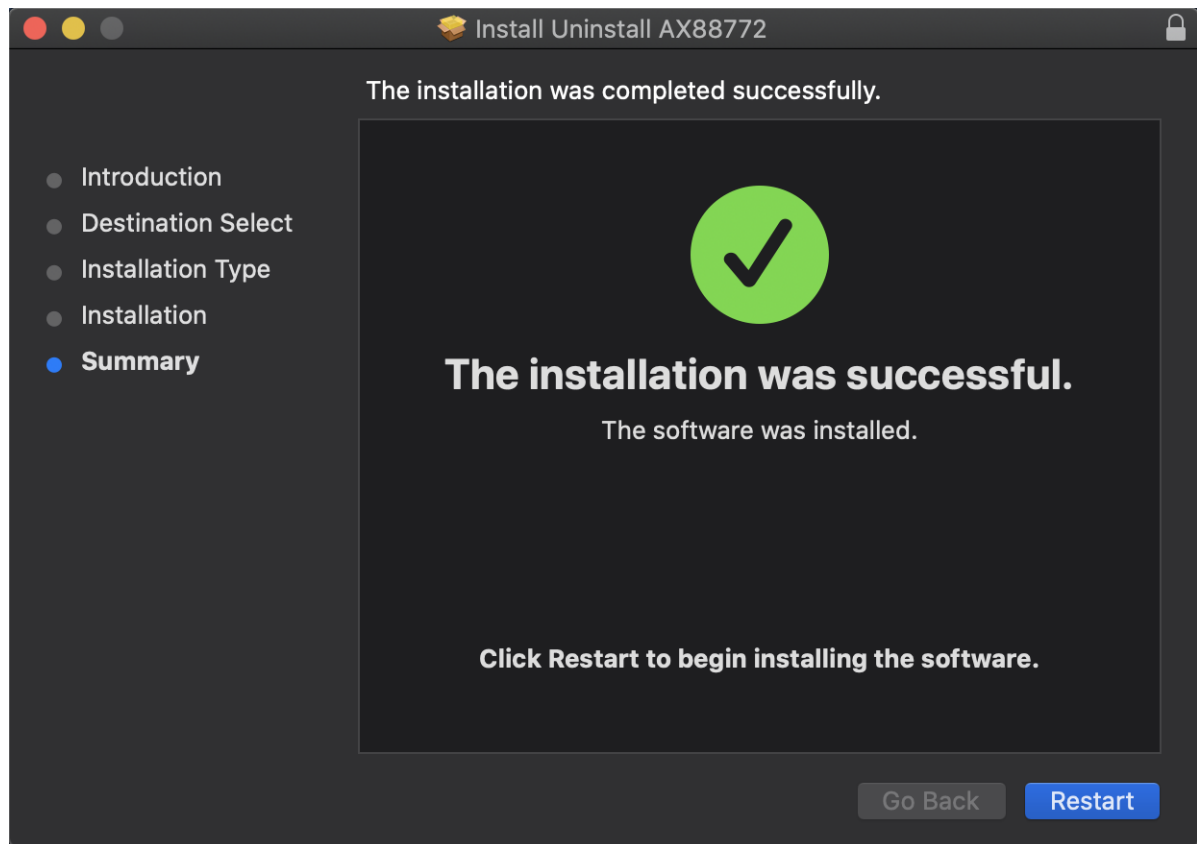 Install Uninstall AX88772
The installation was completed successfully.
Introduction
Destination Select
Installation Type
Installation
Summary
The installation was successful.
The software was installed.
Click Restart to begin installing the software.
Go Back
Restart